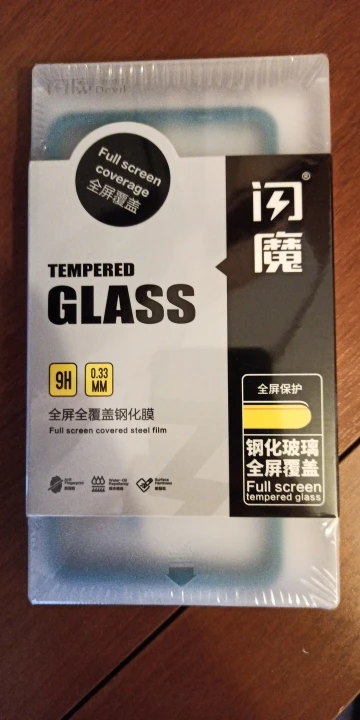 Full screen
coverage
全屏覆盖
闪®
魔
TEMPERED
GLASS
9H
0.33
MM
全屏全覆盖钢化膜
Full screen covered steel film
全屏保护
钢化玻璃
全屏覆盖
Full screen
tempered glass